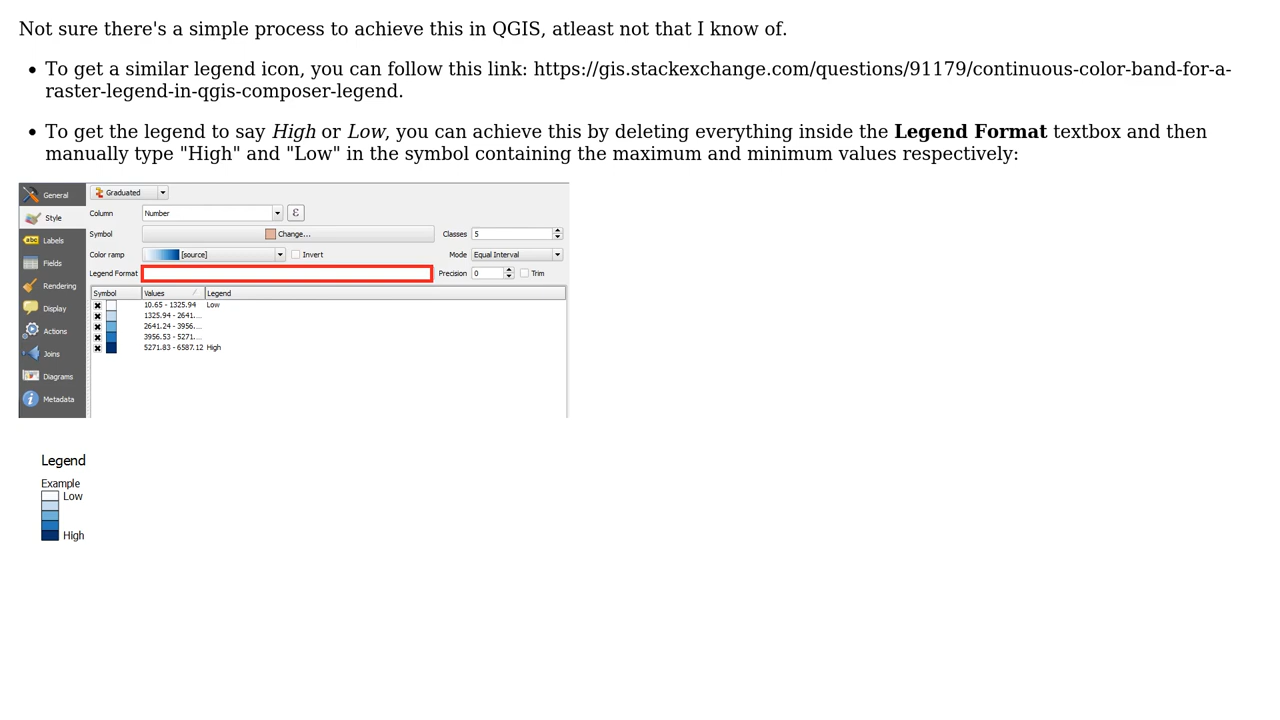 Not sure there's a simple process to achieve this in QGIS, atleast not that I know of.
To get a similar legend icon, you can follow this link: https://gis.stackexchange.com/questions/91179/continuous-color-band-for-a-
raster-legend-in-qgis-composer-legend.
To get the legend to say High or Low, you can achieve this by deleting everything inside the Legend Format textbox and then
manually type "High" and "Low" in the symbol containing the maximum and minimum values respectively:
General
Style
Labels
Fields
Rendering
Display
Actions
Joins
Diagrams
Metadata
Graduated
Column Number ε
Symbol Change... Classes 5
Color ramp [source] Invert Mode Equal Interval
Legend Format Precision 0 Trim
Symbol Values Legend
10.65 - 1325.94 Low
1325.94 - 2641....
2641.24 - 3956....
3956.53 - 5271....
5271.83 - 6587.12 High
Legend
Example
Low
High